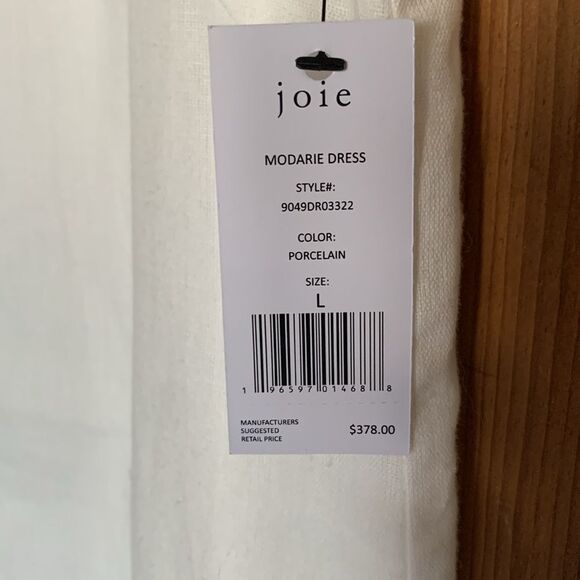 joie
MODARIE DRESS
STYLE#:
9049DR03322
COLOR:
PORCELAIN
SIZE:
L
1 96597 01468 8
MANUFACTURERS
SUGGESTED
RETAIL PRICE
$378.00